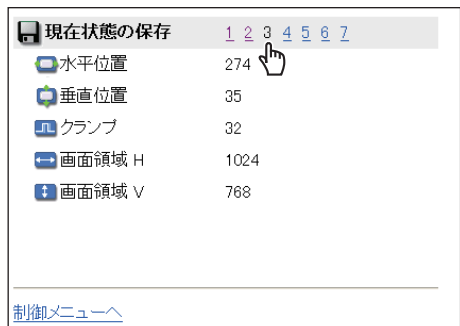 現在状態の保存 1 2 3 4 5 6 7
水平位置 274
垂直位置 35
クランプ 32
画面領域 H 1024
画面領域 V 768
制御メニューへ